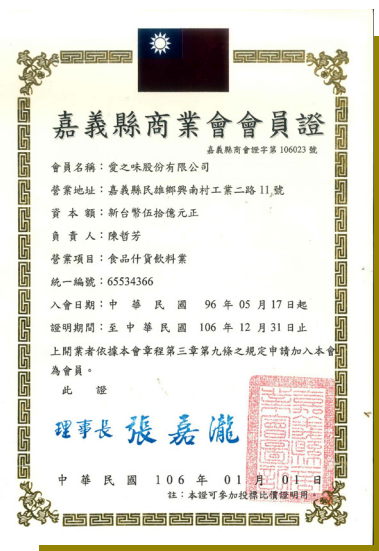 嘉義縣商業會會員證
嘉義縣商會證字第 106023 號
會員名稱：愛之味股份有限公司
營業地址：嘉義縣民雄鄉興南村工業二路 11 號
資本額：新台幣伍拾億元正
負責人：陳哲芳
營業項目：食品什貨飲料業
統一編號：65534366
入會日期：中華民國 96 年 05 月 17 日起
證明期間：至中華民國 106 年 12 月 31 日止
上開業者依據本會章程第三章第九條之規定申請加入本會
為會員。
此證
理事長 張嘉瀧
中華民國 106 年 01 月 01 日
註：本證可參加投標比價證明用。